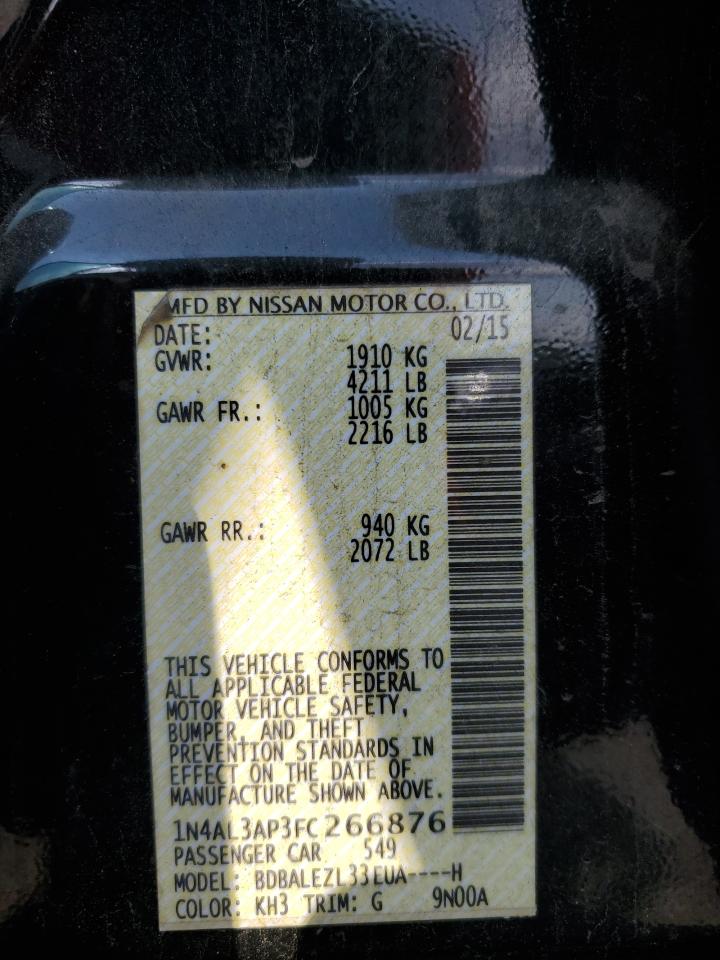 MFD BY NISSAN MOTOR CO., LTD.
DATE: 02/15
GVWR: 1910 KG
4211 LB
GAWR FR.: 1005 KG
2216 LB
GAWR RR.: 940 KG
2072 LB
THIS VEHICLE CONFORMS TO
ALL APPLICABLE FEDERAL
MOTOR VEHICLE SAFETY,
BUMPER, AND THEFT
PREVENTION STANDARDS IN
EFFECT ON THE DATE OF
MANUFACTURE SHOWN ABOVE.
1N4AL3AP3FC266876
PASSENGER CAR 549
MODEL: BDBALEZL33EUA----H
COLOR: KH3 TRIM: G 9N00A